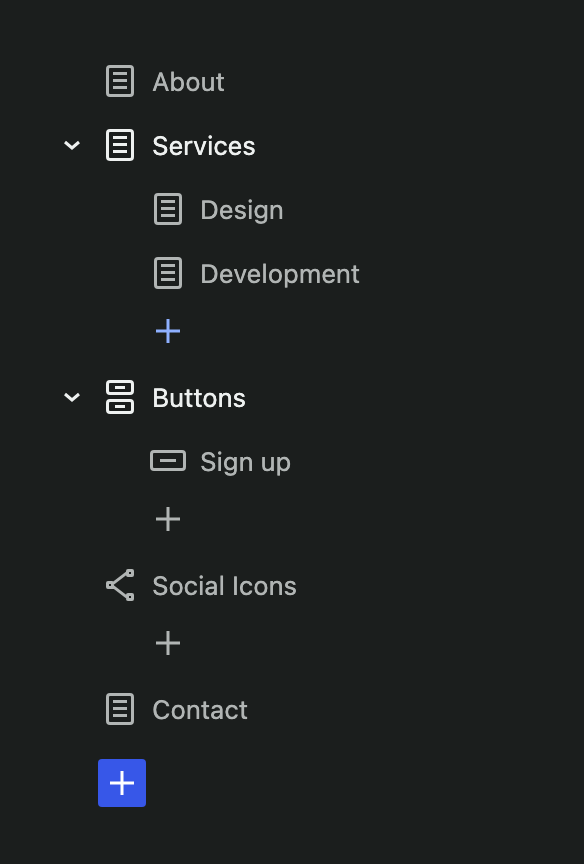 About
Services
Design
Development
Buttons
Sign up
Social Icons
Contact